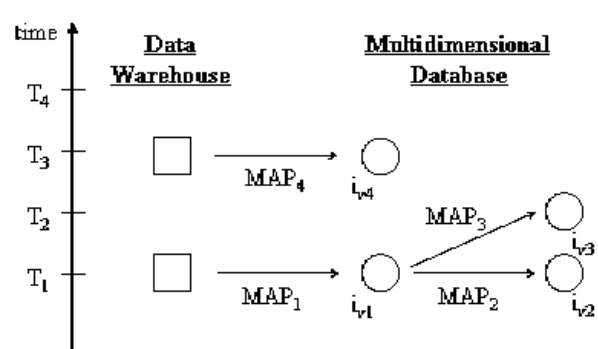 time
Data
Warehouse
Multidimensional
Database
T4
T3
MAP4
iv4
T2
MAP3
iv3
T1
MAP1
iv1
MAP2
iv2